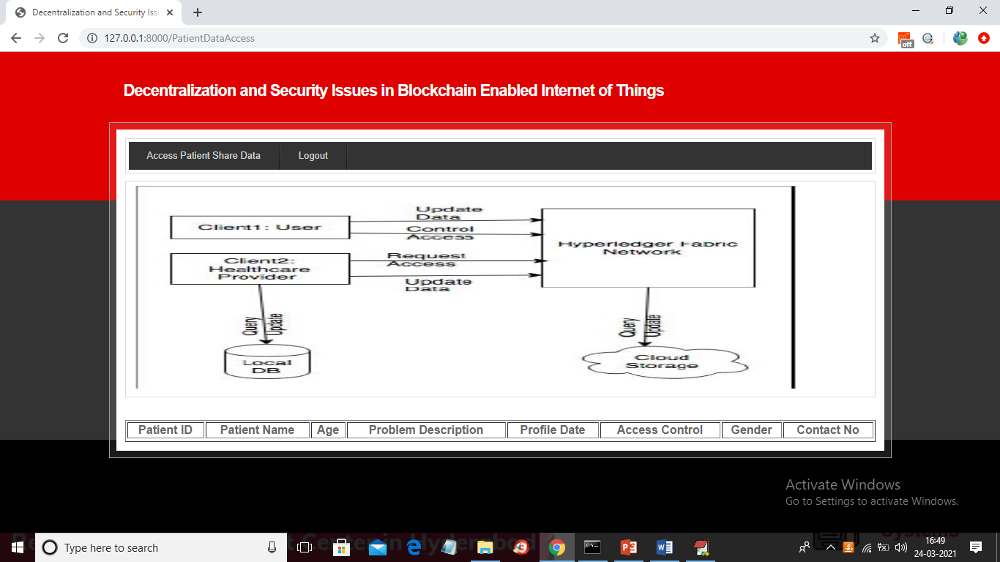 Decentralization and Security Iss
127.0.0.1:8000/PatientDataAccess
off
Decentralization and Security Issues in Blockchain Enabled Internet of Things
Access Patient Share Data
Logout
Update
Data
Client1: User
Control
Access
Hyperledger Fabric
Network
Client2:
Healthcare
Provider
Request
Access
Update
Data
Query
Update
Query
Update
Local
DB
Cloud
Storage
Patient ID Patient Name Age Problem Description Profile Date Access Control Gender Contact No
Activate Windows
Go to Settings to activate Windows.
Type here to search
16:49
24-03-2021